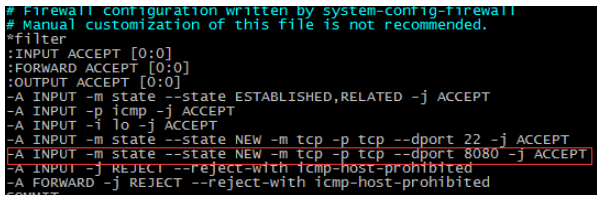 # Firewall configuration written by system-config-firewall
# Manual customization of this file is not recommended.
*filter
:INPUT ACCEPT [0:0]
:FORWARD ACCEPT [0:0]
:OUTPUT ACCEPT [0:0]
-A INPUT -m state --state ESTABLISHED,RELATED -j ACCEPT
-A INPUT -p icmp -j ACCEPT
-A INPUT -i lo -j ACCEPT
-A INPUT -m state --state NEW -m tcp -p tcp --dport 22 -j ACCEPT
-A INPUT -m state --state NEW -m tcp -p tcp --dport 8080 -j ACCEPT
-A INPUT -j REJECT --reject-with icmp-host-prohibited
-A FORWARD -j REJECT --reject-with icmp-host-prohibited
COMMIT